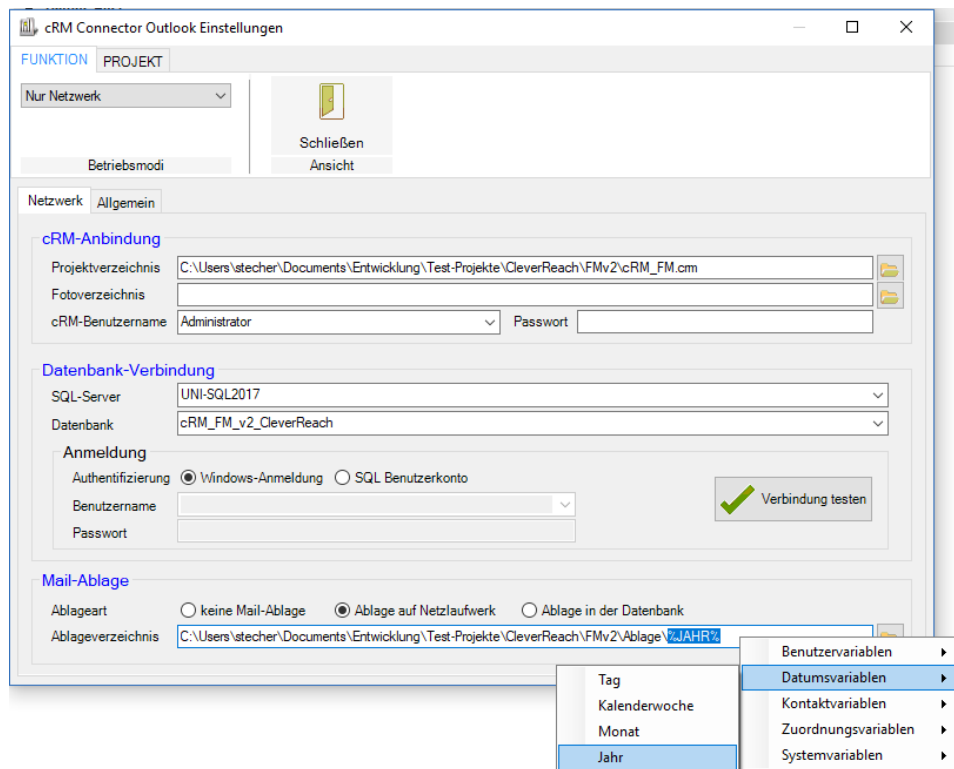 cRM Connector Outlook Einstellungen
FUNKTION PROJEKT
Nur Netzwerk
Schließen
Betriebsmodi Ansicht
Netzwerk Allgemein
cRM-Anbindung
Projektverzeichnis C:\Users\stecher\Documents\Entwicklung\Test-Projekte\CleverReach\FMv2\cRM_FM.crm
Fotoverzeichnis
cRM-Benutzername Administrator Passwort
Datenbank-Verbindung
SQL-Server UNI-SQL2017
Datenbank cRM_FM_v2_CleverReach
Anmeldung
Authentifizierung Windows-Anmeldung SQL Benutzerkonto
Benutzername Verbindung testen
Passwort
Mail-Ablage
Ablageart keine Mail-Ablage Ablage auf Netzlaufwerk Ablage in der Datenbank
Ablageverzeichnis C:\Users\stecher\Documents\Entwicklung\Test-Projekte\CleverReach\FMv2\Ablage\%JAHR%
Benutzervariablen
Tag Datumsvariablen
Kalenderwoche Kontaktvariablen
Monat Zuordnungsvariablen
Jahr Systemvariablen